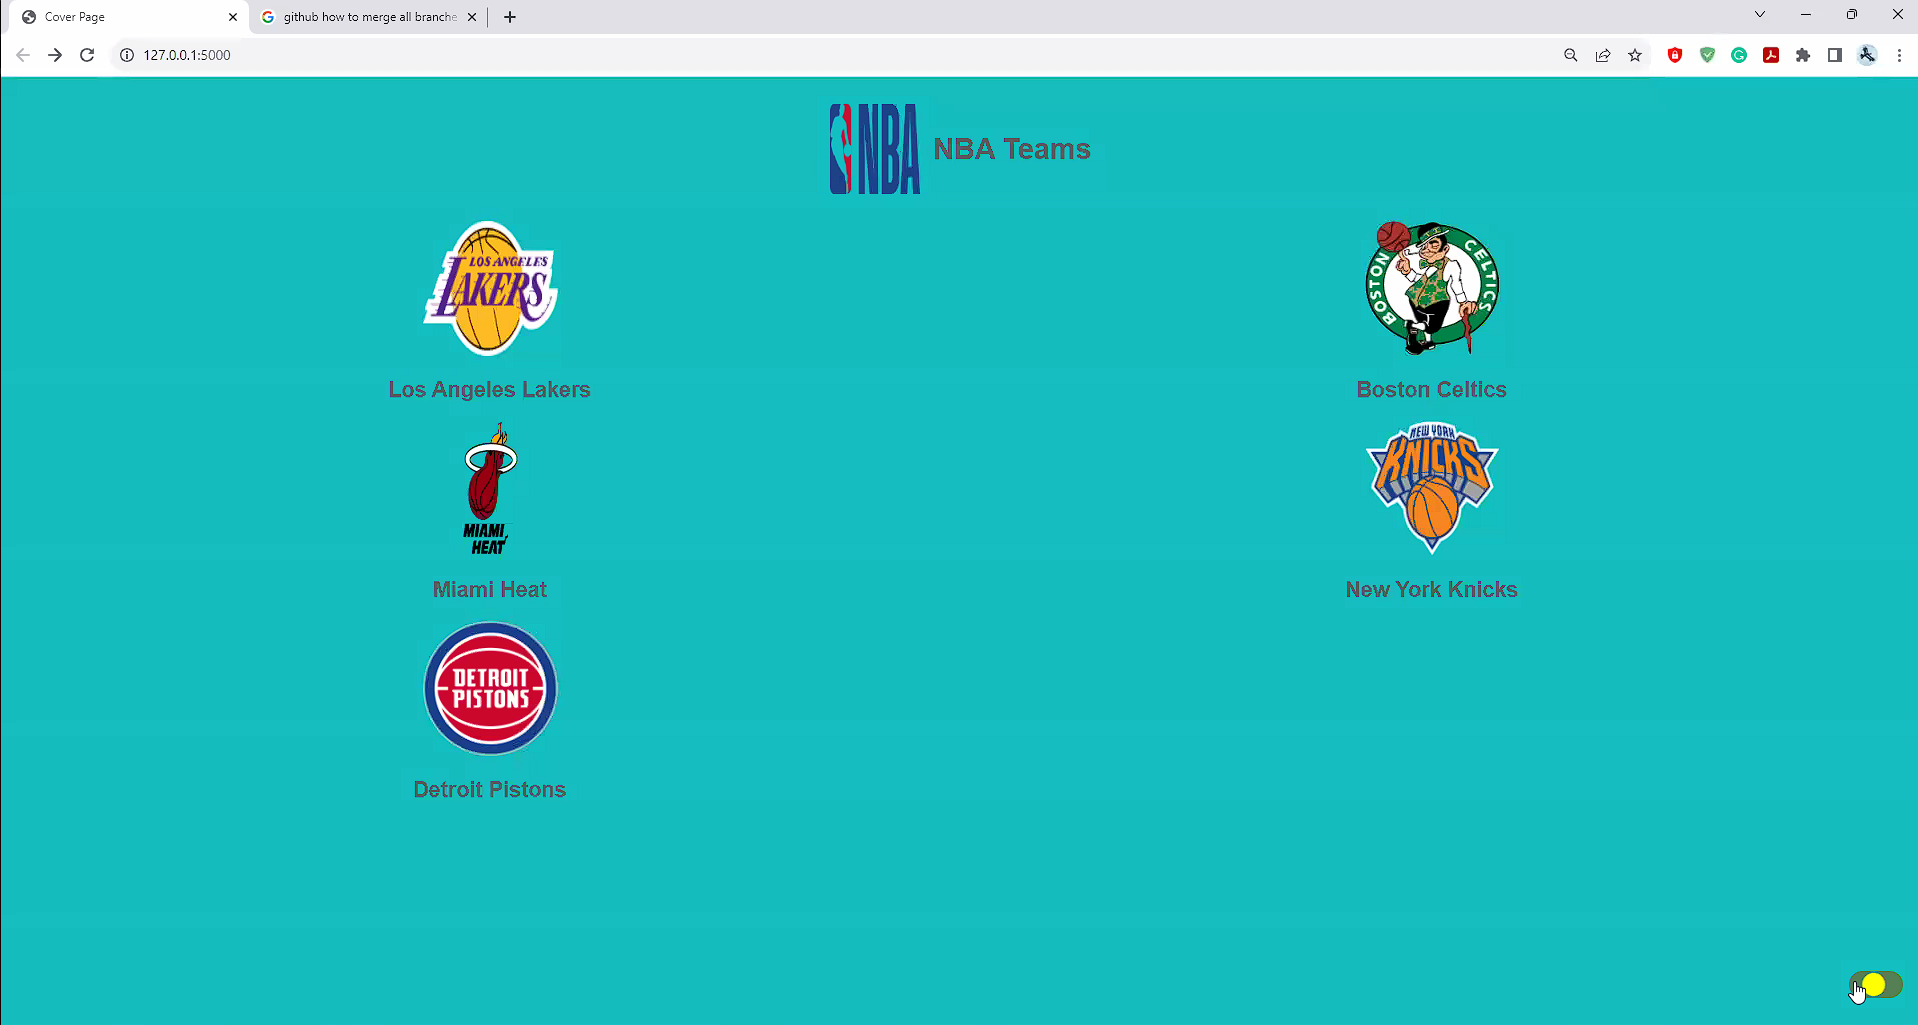 Cover Page
github how to merge all branche
127.0.0.1:5000
NBA
NBA Teams
LOS ANGELES
LAKERS
BOSTON CELTICS
Los Angeles Lakers
Boston Celtics
MIAMI
HEAT
NEW YORK
KNICKS
Miami Heat
New York Knicks
DETROIT
PISTONS
Detroit Pistons